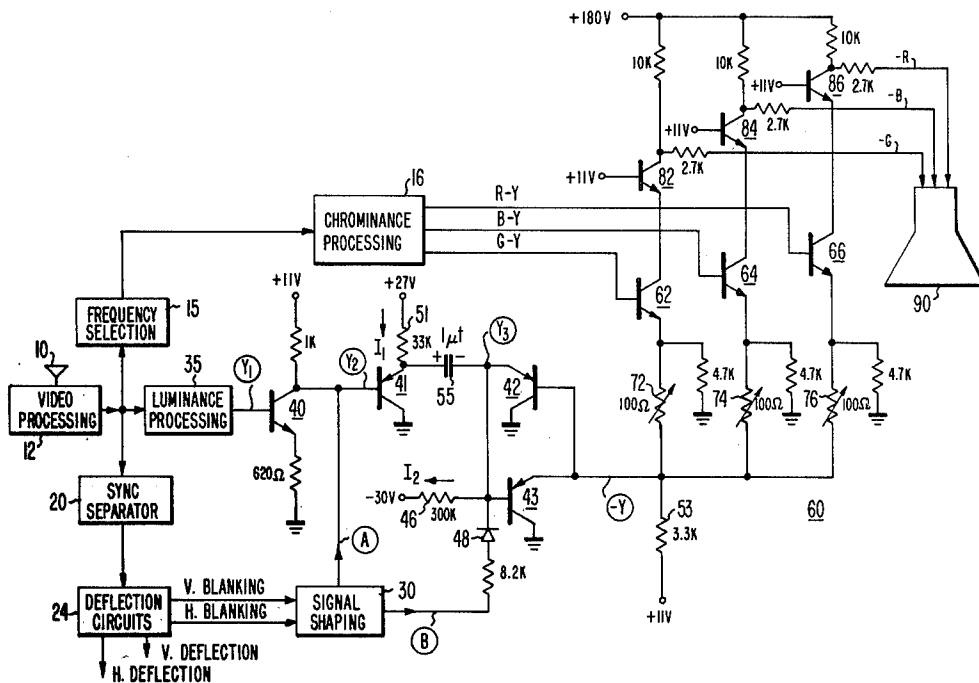 +180V
10K
10K
10K
86
-R
2.7K
+11V
84
-B
2.7K
+11V
82
-G
2.7K
+11V
16
CHROMINANCE
PROCESSING
R-Y
B-Y
G-Y
62
64
66
90
FREQUENCY
SELECTION
15
+11V
1K
+27V
51
33K
I1
1µt
+ -
55
Y3
10
VIDEO
PROCESSING
12
35
LUMINANCE
PROCESSING
Y1
40
Y2
41
42
620Ω
72
100Ω
4.7K
74
100Ω
4.7K
76
100Ω
4.7K
20
SYNC
SEPARATOR
I2
-30V
46
300K
43
-Y
53
3.3K
60
48
A
8.2K
+11V
24
DEFLECTION
CIRCUITS
V. BLANKING
H. BLANKING
SIGNAL
SHAPING
30
B
V. DEFLECTION
H. DEFLECTION